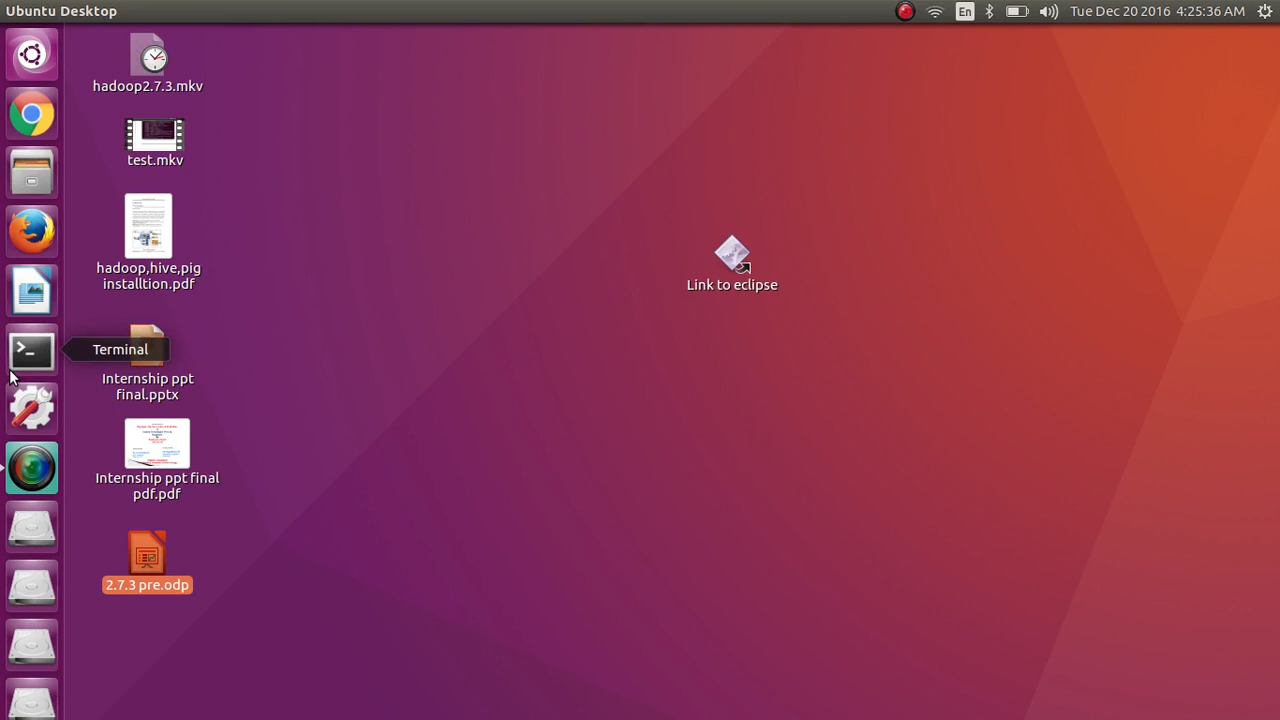 Ubuntu Desktop
En
Tue Dec 20 2016 4:25:36 AM
hadoop2.7.3.mkv
test.mkv
hadoop,hive,pig
installtion.pdf
Link to eclipse
Terminal
Internship ppt
final.pptx
Internship ppt final
pdf.pdf
2.7.3 pre.odp